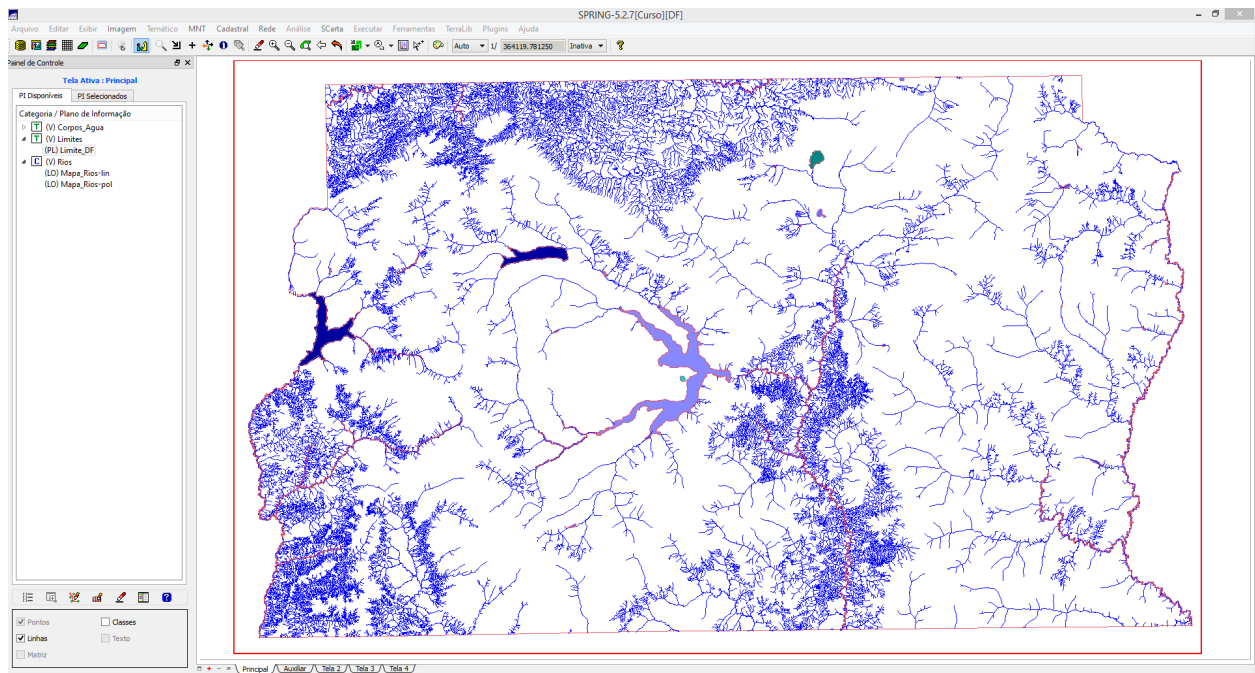 SPRING-5.2.7[Curso][DF]
Arquivo Editar Exibir Imagem Temático MNT Cadastral Rede Análise SCarta Executar Ferramentas TerraLib Plugins Ajuda
Auto 1/ 364119.781250 Inativa
Painel de Controle
Tela Ativa : Principal
PI Disponíveis PI Selecionados
Categoria / Plano de Informação
T (V) Corpos_Agua
T (V) Limites
(PL) Limite_DF
C (V) Rios
(LO) Mapa_Rios-lin
(LO) Mapa_Rios-pol
Pontos Classes
Linhas Texto
Matriz
Principal Auxiliar Tela 2 Tela 3 Tela 4